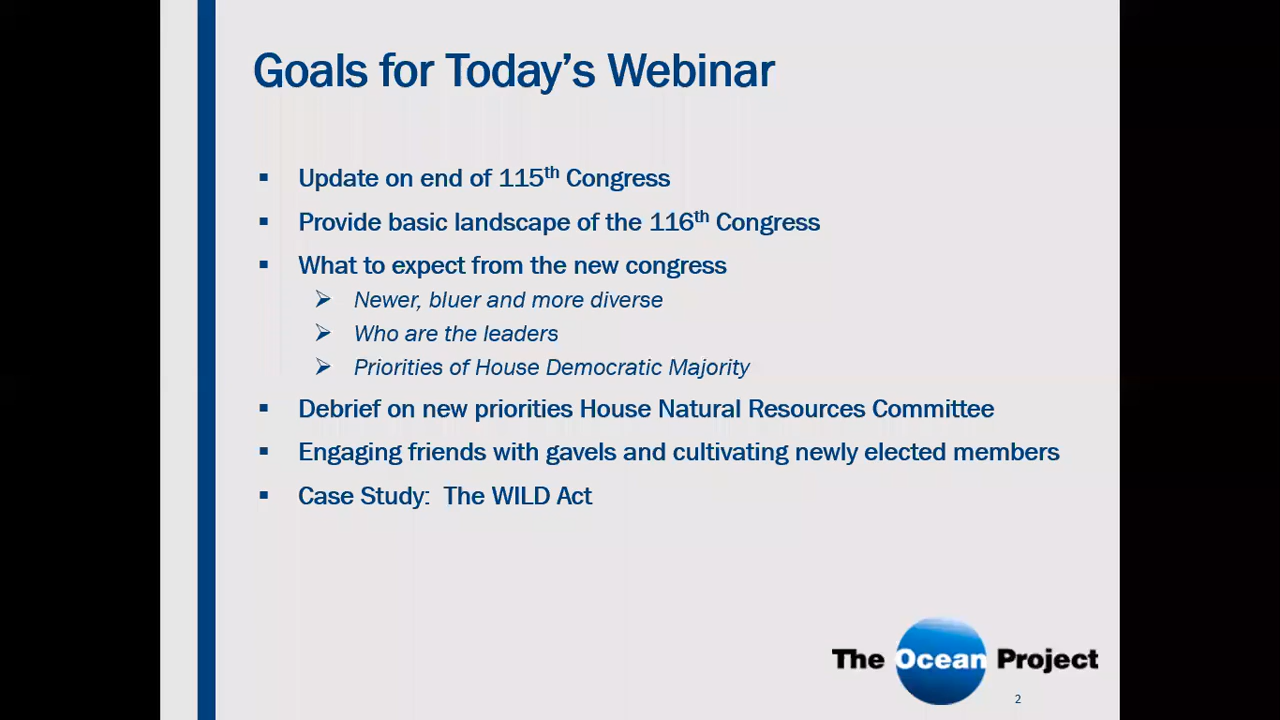 Goals for Today's Webinar
▪ Update on end of 115th Congress
▪ Provide basic landscape of the 116th Congress
▪ What to expect from the new congress
➢ Newer, bluer and more diverse
➢ Who are the leaders
➢ Priorities of House Democratic Majority
▪ Debrief on new priorities House Natural Resources Committee
▪ Engaging friends with gavels and cultivating newly elected members
▪ Case Study:  The WILD Act
The Ocean Project
2